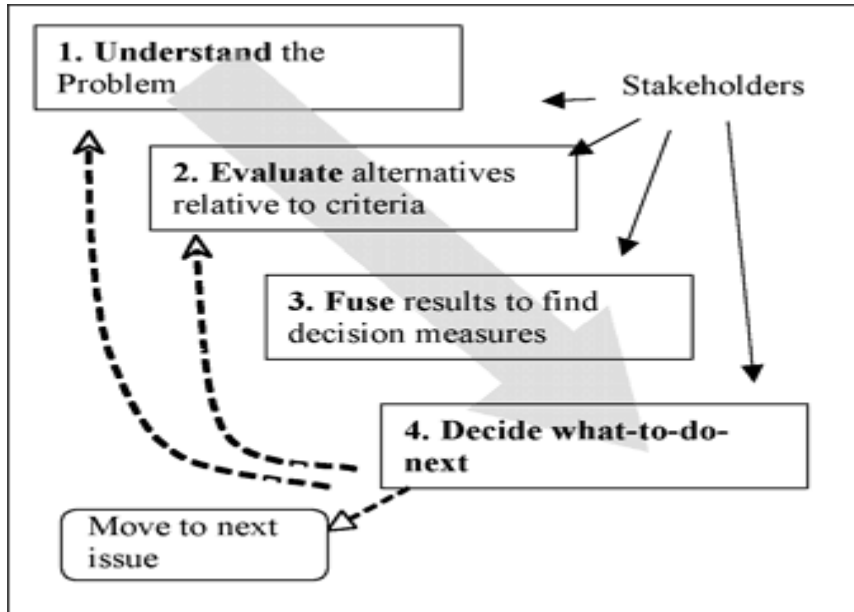 1. Understand the
Problem
Stakeholders
2. Evaluate alternatives
relative to criteria
3. Fuse results to find
decision measures
4. Decide what-to-do-
next
Move to next
issue